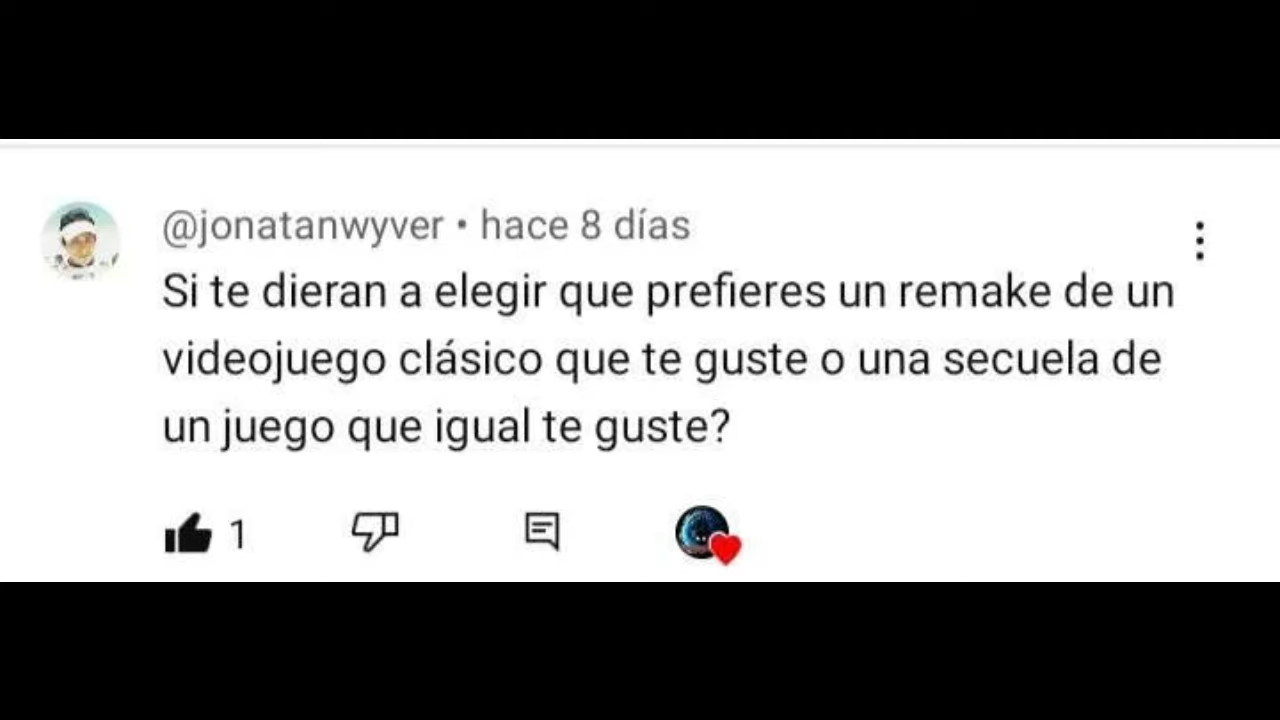 @jonatanwyver • hace 8 días
Si te dieran a elegir que prefieres un remake de un
videojuego clásico que te guste o una secuela de
un juego que igual te guste?
1